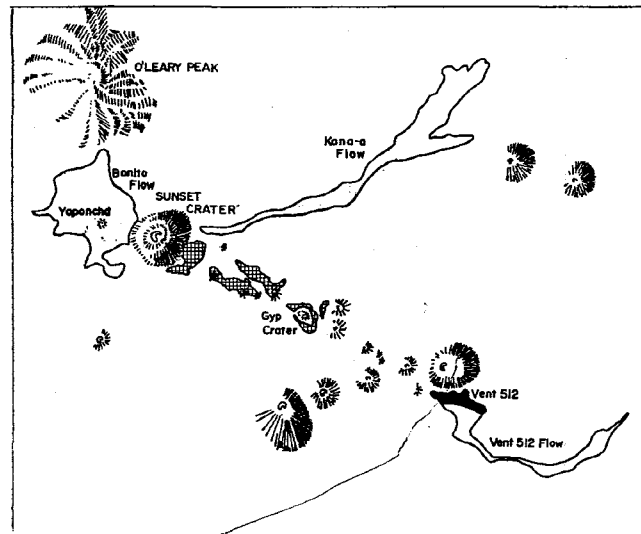 O'LEARY PEAK
Kana-a
Flow
Bonito
Flow
SUNSET
CRATER
Yaponcha
Gyp
Crater
Vent 512
Vent 512 Flow